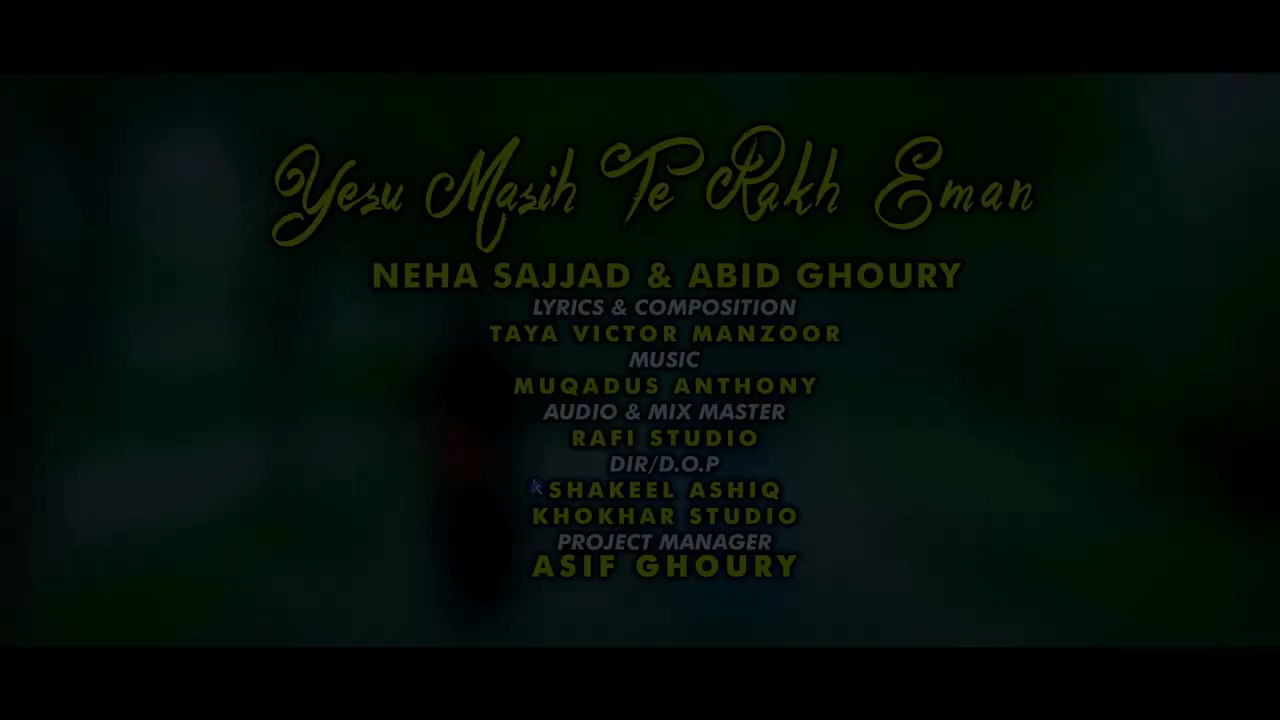 Yesu Masih Te Rakh Eman
NEHA SAJJAD & ABID GHOURY
LYRICS & COMPOSITION
TAYA VICTOR MANZOOR
MUSIC
MUQADUS ANTHONY
AUDIO & MIX MASTER
RAFI STUDIO
DIR/D.O.P
K SHAKEEL ASHIQ
KHOKHAR STUDIO
PROJECT MANAGER
ASIF GHOURY